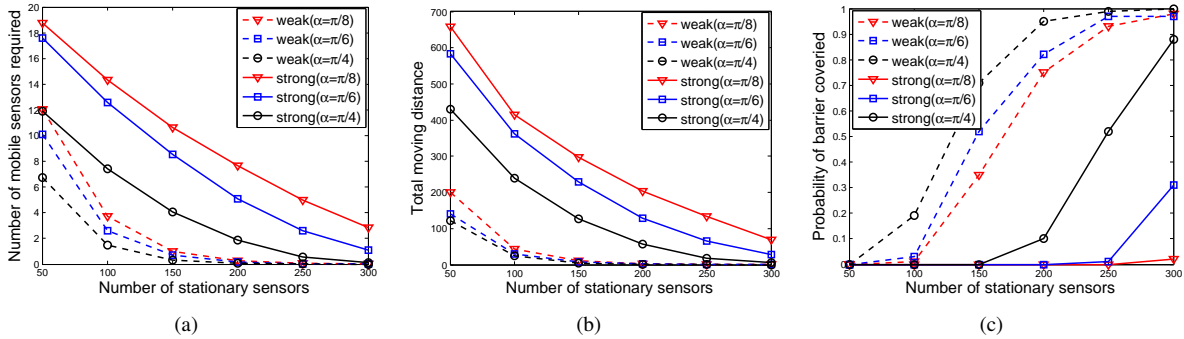 20
18
16
14
12
10
8
6
4
2
0
50
100
150
200
250
300
Number of mobile sensors required
Number of stationary sensors
weak(α=π/8)
weak(α=π/6)
weak(α=π/4)
strong(α=π/8)
strong(α=π/6)
strong(α=π/4)
(a)
700
600
500
400
300
200
100
0
50
100
150
200
250
300
Total moving distance
Number of stationary sensors
weak(α=π/8)
weak(α=π/6)
weak(α=π/4)
strong(α=π/8)
strong(α=π/6)
strong(α=π/4)
(b)
1
0.9
0.8
0.7
0.6
0.5
0.4
0.3
0.2
0.1
0
50
100
150
200
250
300
Probability of barrier coveried
Number of stationary sensors
weak(α=π/8)
weak(α=π/6)
weak(α=π/4)
strong(α=π/8)
strong(α=π/6)
strong(α=π/4)
(c)